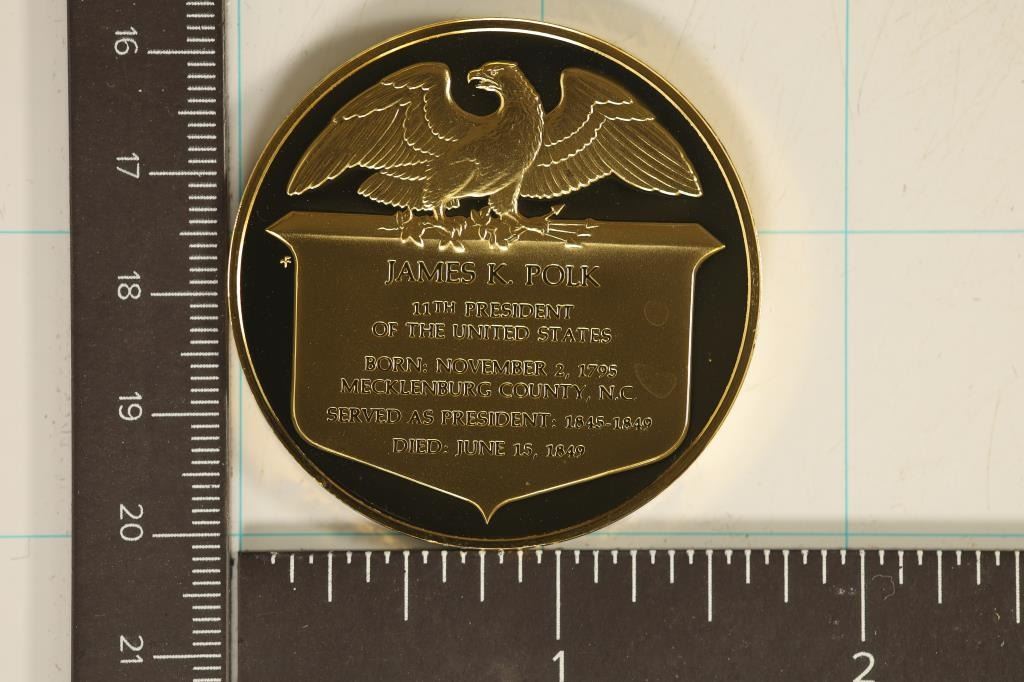 JAMES K. POLK
11TH PRESIDENT
OF THE UNITED STATES
BORN: NOVEMBER 2, 1795
MECKLENBURG COUNTY, N.C.
SERVED AS PRESIDENT: 1845-1849
DIED: JUNE 15, 1849
16
17
18
19
20
21
1 2